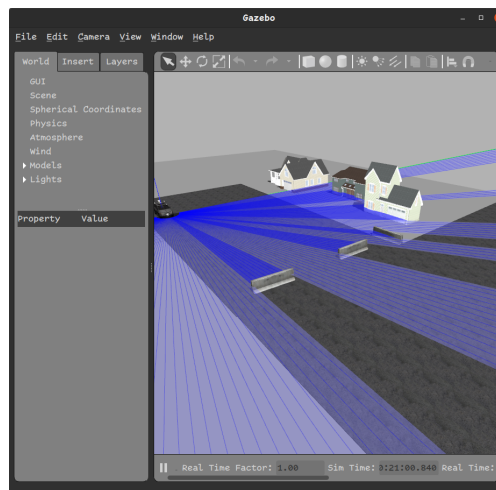 Gazebo
File Edit Camera View Window Help
World Insert Layers
GUI
Scene
Spherical Coordinates
Physics
Atmosphere
Wind
Models
Lights
Property Value
Real Time Factor: 1.00 Sim Time: 0:21:00.840 Real Time: